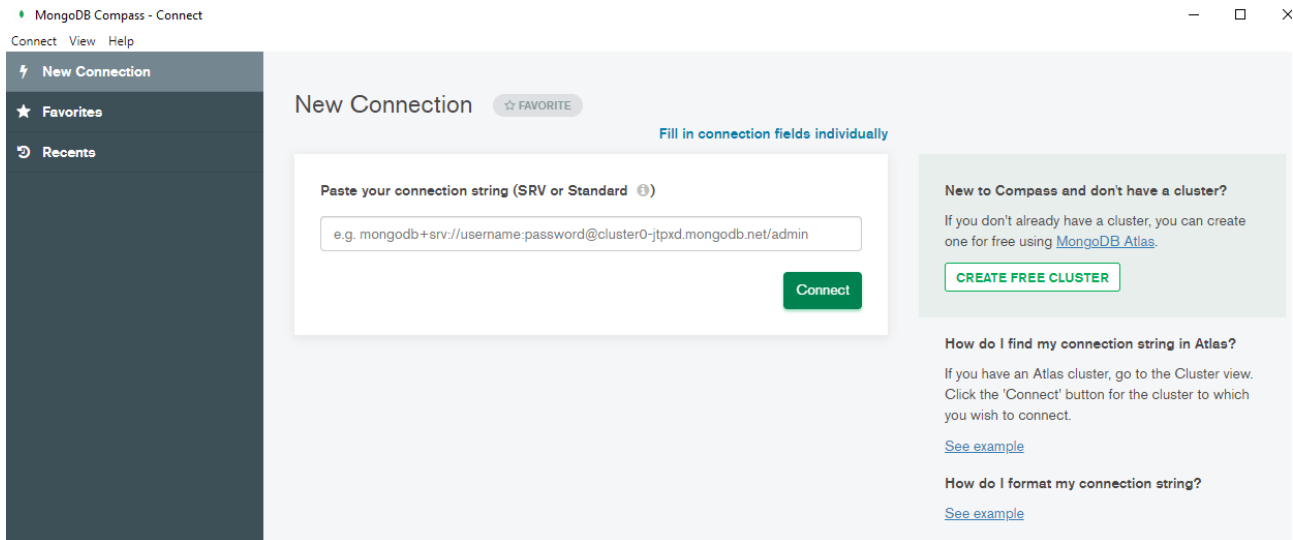 MongoDB Compass - Connect
Connect View Help
New Connection
Favorites
Recents
New Connection
FAVORITE
Fill in connection fields individually
Paste your connection string (SRV or Standard )
e.g. mongodb+srv://username:password@cluster0-jtpxd.mongodb.net/admin
Connect
New to Compass and don't have a cluster?
If you don't already have a cluster, you can create
one for free using MongoDB Atlas.
CREATE FREE CLUSTER
How do I find my connection string in Atlas?
If you have an Atlas cluster, go to the Cluster view.
Click the 'Connect' button for the cluster to which
you wish to connect.
See example
How do I format my connection string?
See example